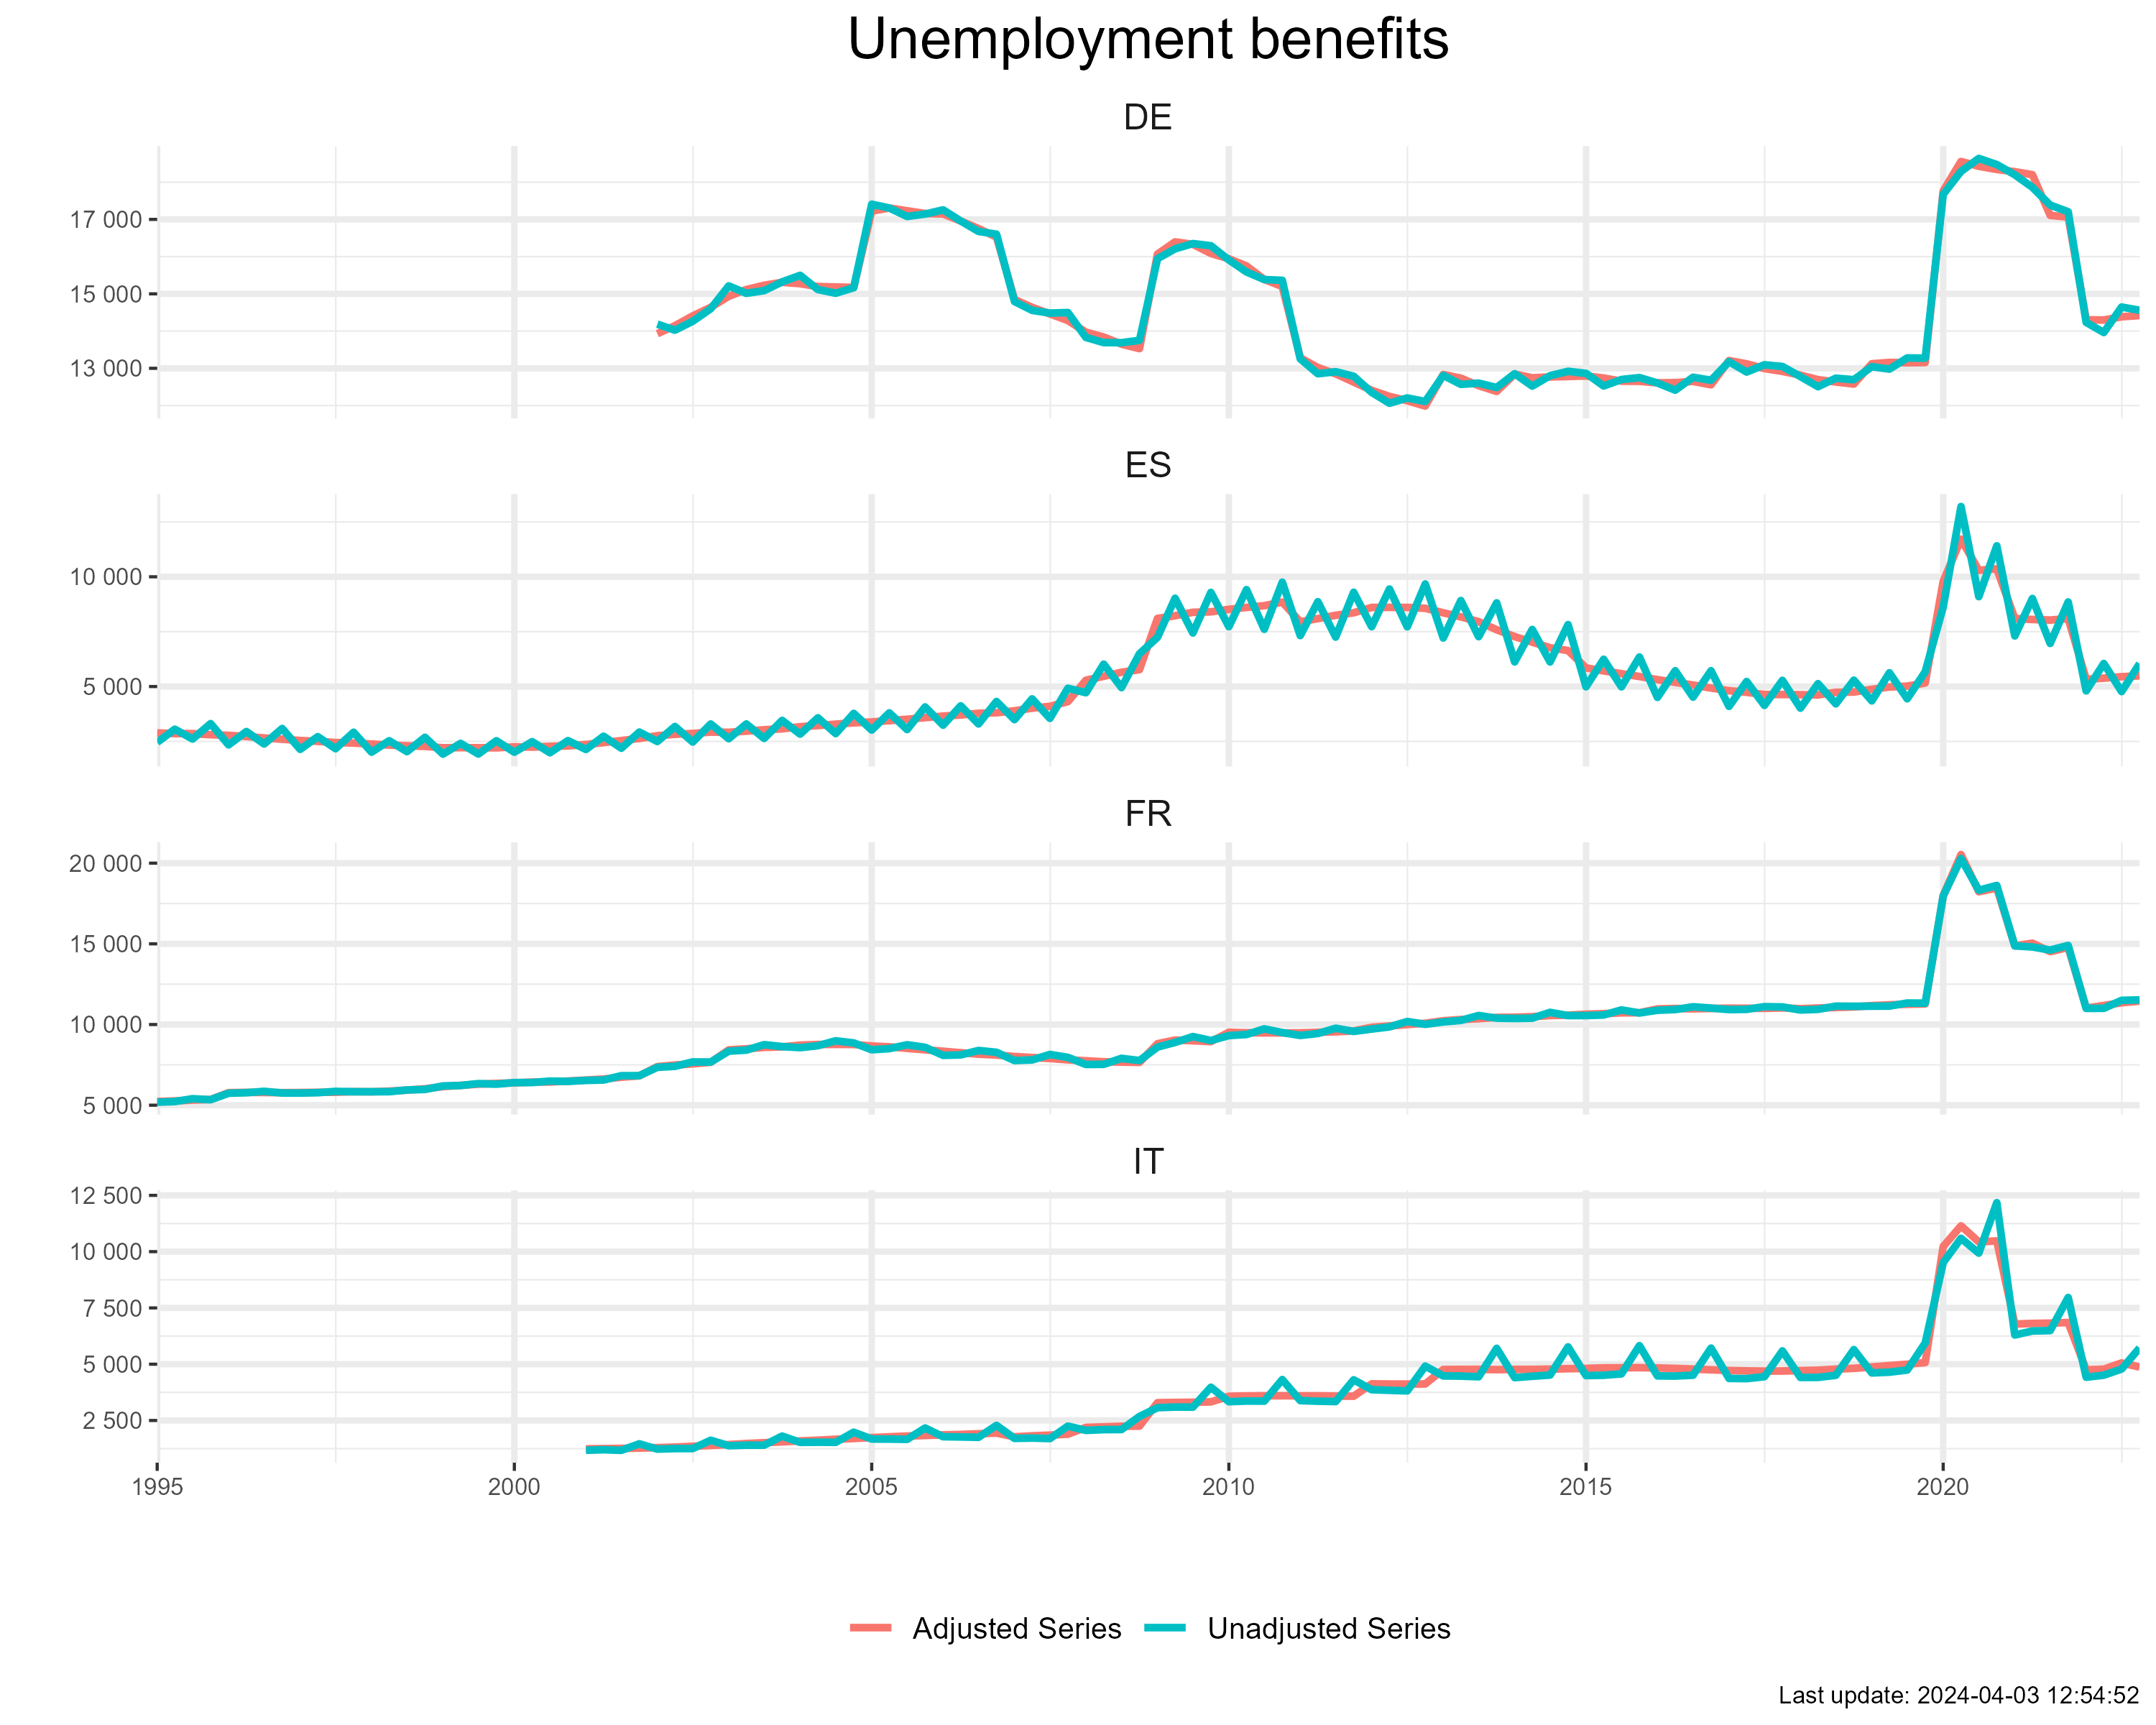 Unemployment benefits
DE
17 000
15 000
13 000
ES
10 000
5 000
FR
20 000
15 000
10 000
5 000
IT
12 500
10 000
7 500
5 000
2 500
1995 2000 2005 2010 2015 2020
Adjusted Series Unadjusted Series
Last update: 2024-04-03 12:54:52